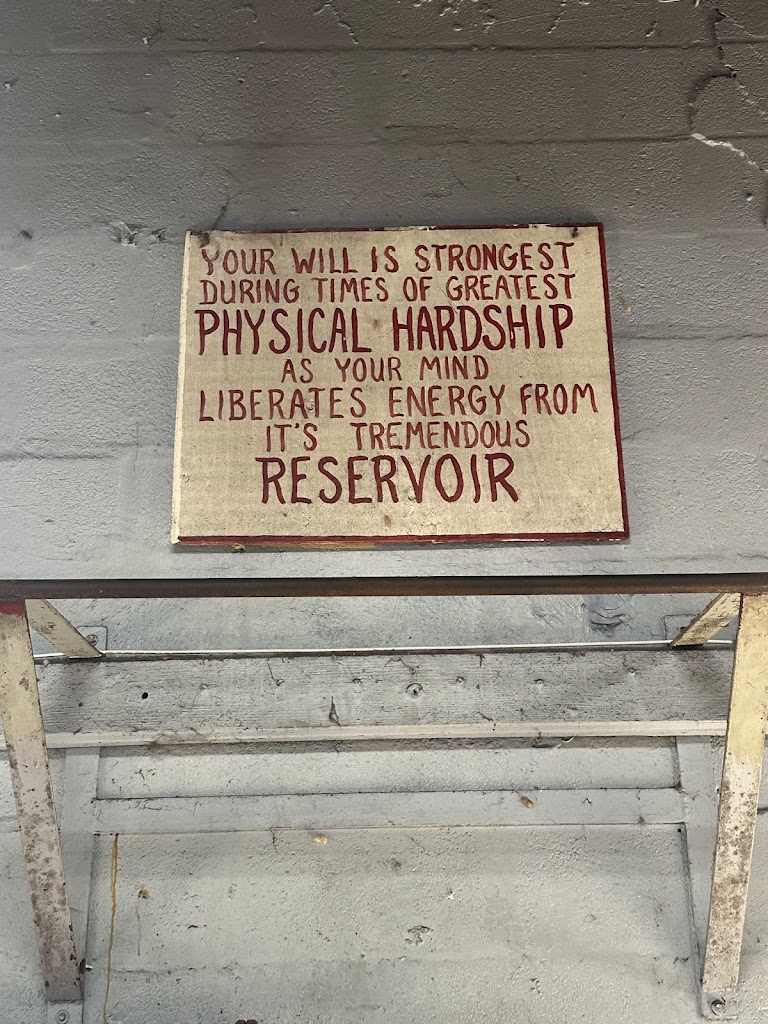 YOUR WILL IS STRONGEST
DURING TIMES OF GREATEST
PHYSICAL HARDSHIP
AS YOUR MIND
LIBERATES ENERGY FROM
IT'S TREMENDOUS
RESERVOIR